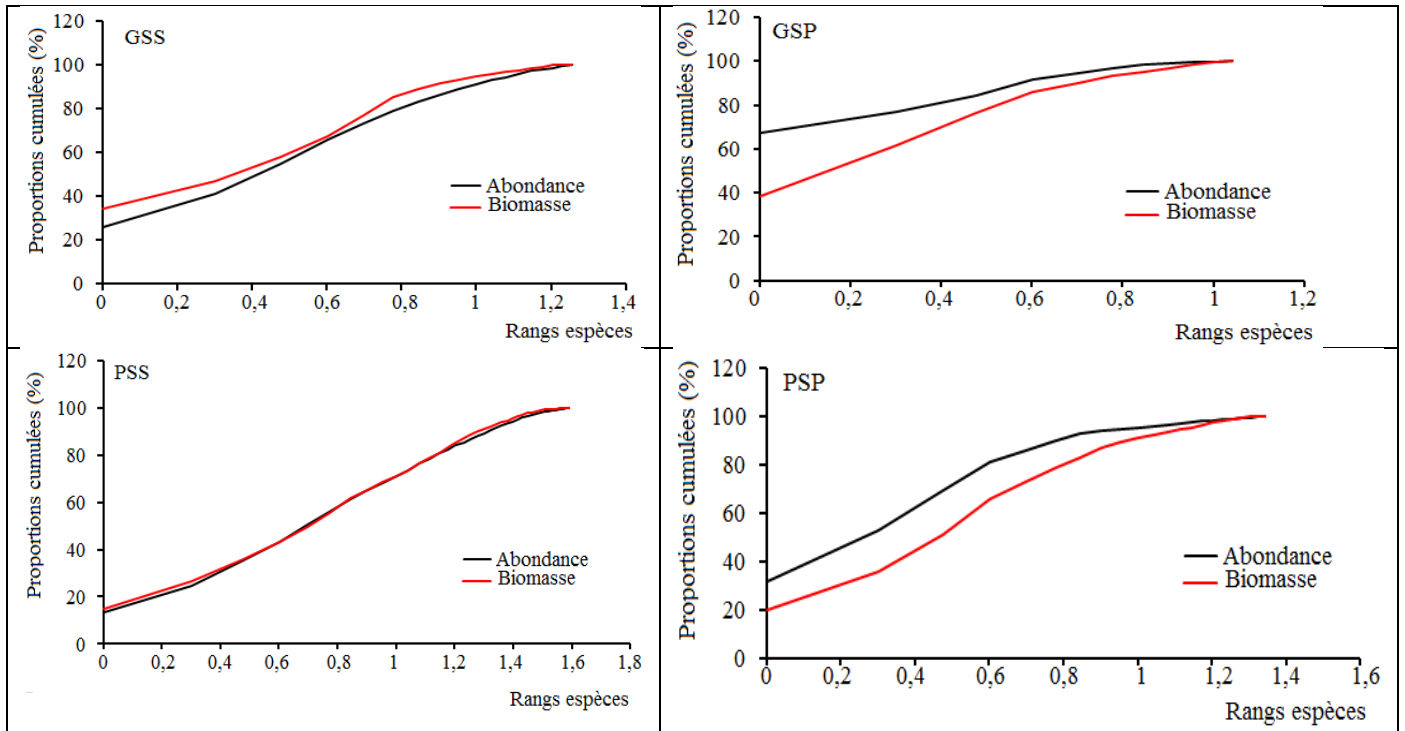 GSS
Proportions cumulées (%)
120
100
80
60
40
20
0
0 0,2 0,4 0,6 0,8 1 1,2 1,4
Rangs espèces
Abondance
Biomasse
GSP
Proportions cumulées (%)
120
100
80
60
40
20
0
0 0,2 0,4 0,6 0,8 1 1,2
Rangs espèces
Abondance
Biomasse
PSS
Proportions cumulées (%)
120
100
80
60
40
20
0
0 0,2 0,4 0,6 0,8 1 1,2 1,4 1,6 1,8
Rangs espèces
Abondance
Biomasse
PSP
Proportions cumulées (%)
120
100
80
60
40
20
0
0 0,2 0,4 0,6 0,8 1 1,2 1,4 1,6
Rangs espèces
Abondance
Biomasse